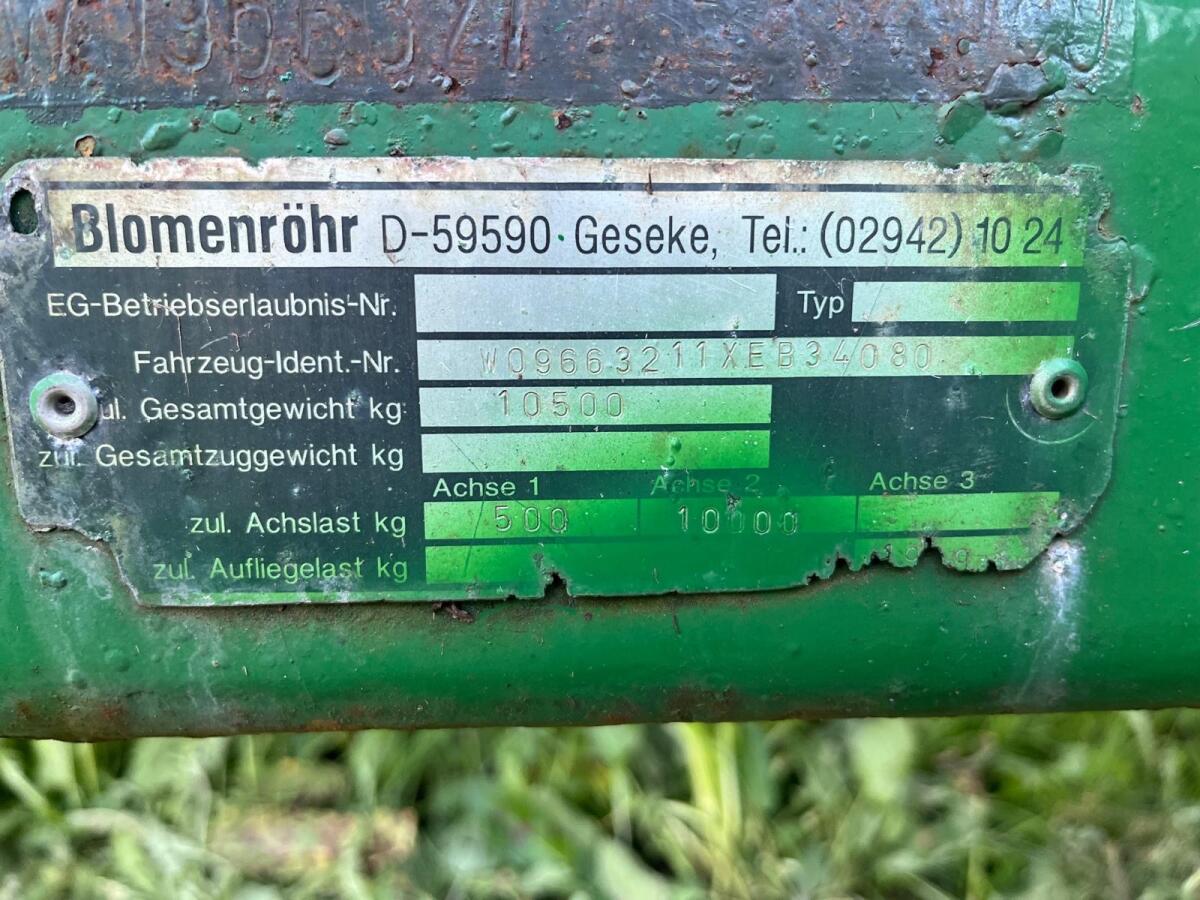 Blomenröhr D-59590 Geseke, Tel.: (02942) 10 24
EG-Betriebserlaubnis-Nr. Typ
Fahrzeug-Ident.-Nr. W09663211XEB34080
zul. Gesamtgewicht kg 10500
zul. Gesamtzuggewicht kg
Achse 1 Achse 2 Achse 3
zul. Achslast kg 500 10000
zul. Aufliegelast kg